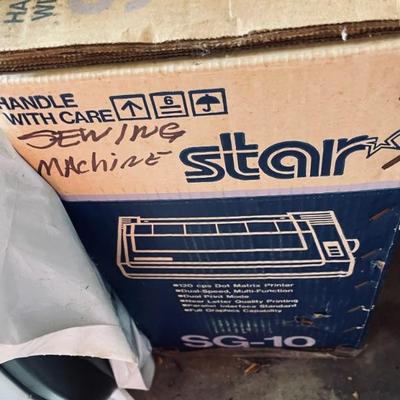 HANDLE
WITH CARE
6
SEWING
MACHINE
star
120 cps Dot Matrix Printer
Dual-Speed, Multi-Function
Dual Print Mode
Near Letter Quality Printing
Parallel Interface Standard
Full Graphics Capability
SG-10